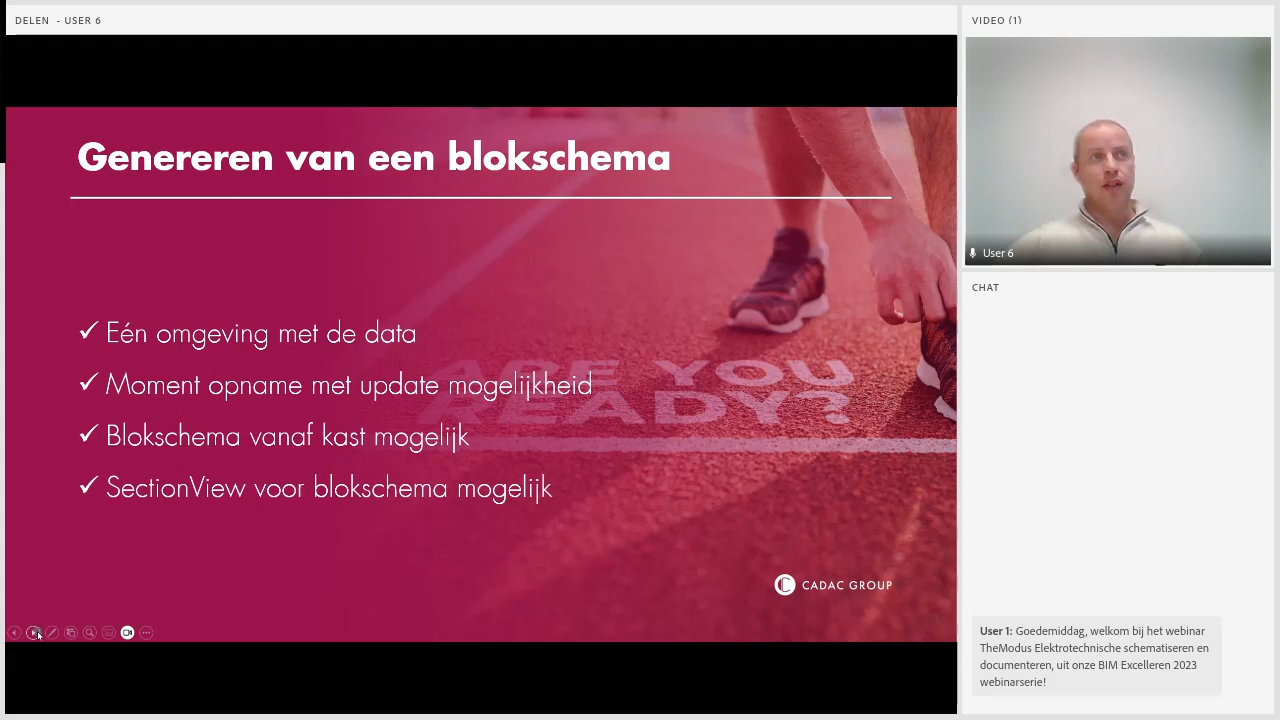 DELEN - USER 6
VIDEO (1)
Genereren van een blokschema
User 6
CHAT
Eén omgeving met de data
ARE YOU
READY?
Moment opname met update mogelijkheid
Blokschema vanaf kast mogelijk
SectionView voor blokschema mogelijk
CADAC GROUP
User 1: Goedemiddag, welkom bij het webinar
TheModus Elektrotechnische schematiseren en
documenteren, uit onze BIM Excelleren 2023
webinarserie!